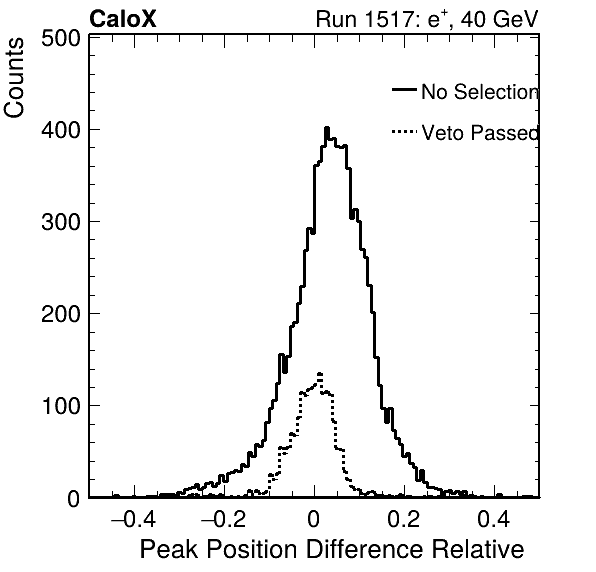 CaloX Run 1517: e⁺, 40 GeV
Counts
500
400
300
200
100
0
No Selection
Veto Passed
−0.4 −0.2 0 0.2 0.4
Peak Position Difference Relative